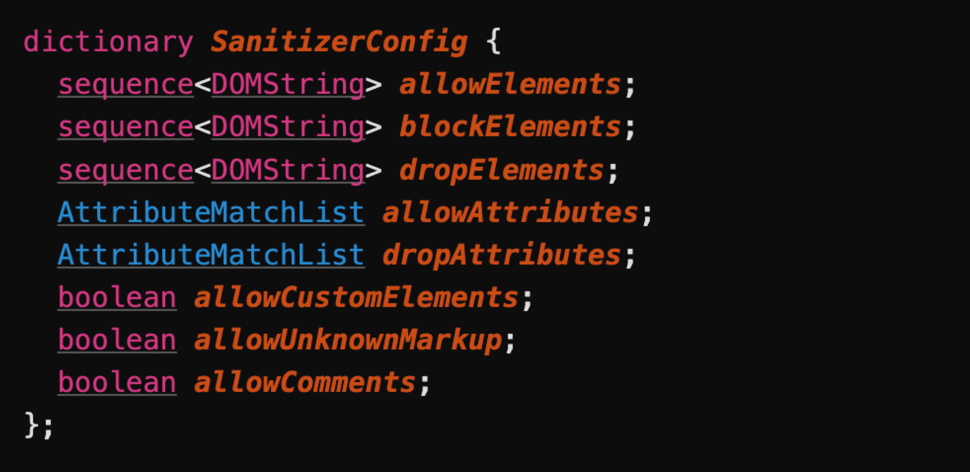 dictionary SanitizerConfig {
  sequence<DOMString> allowElements;
  sequence<DOMString> blockElements;
  sequence<DOMString> dropElements;
  AttributeMatchList allowAttributes;
  AttributeMatchList dropAttributes;
  boolean allowCustomElements;
  boolean allowUnknownMarkup;
  boolean allowComments;
};